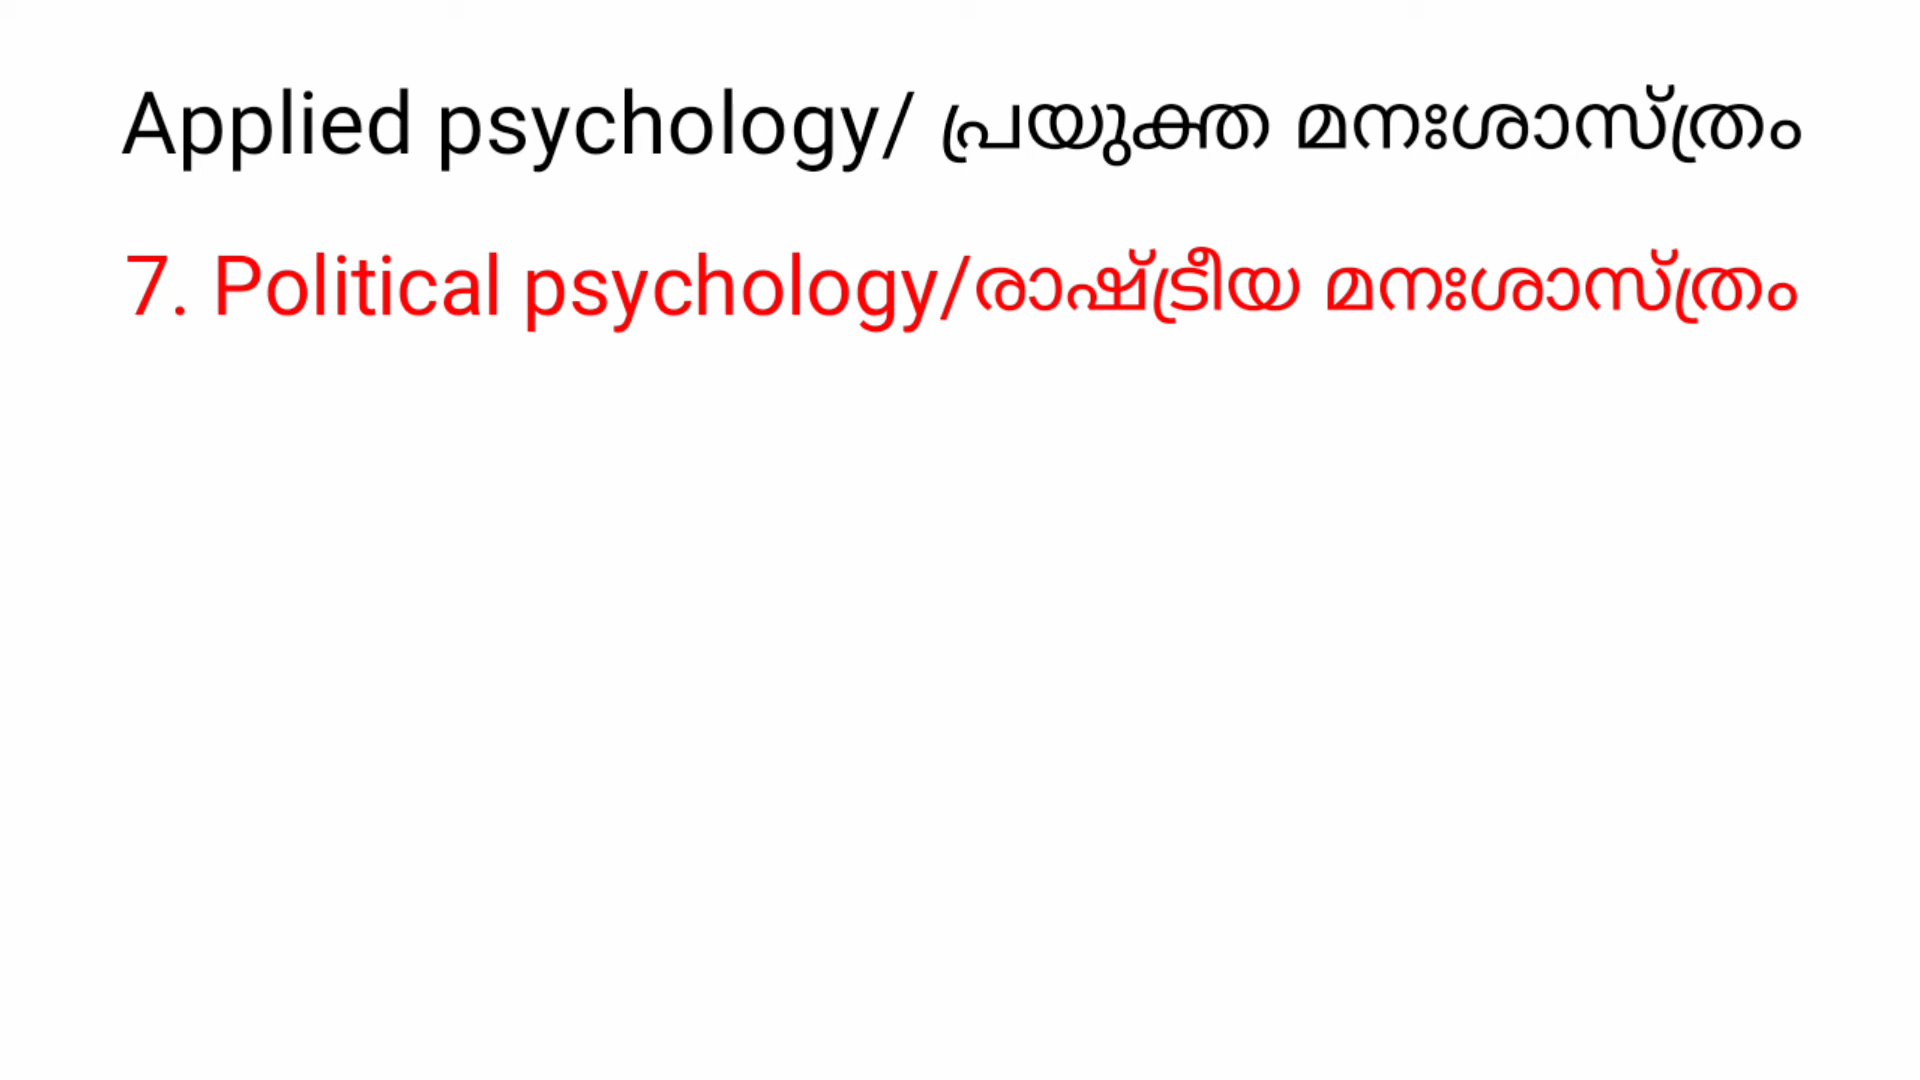 Applied psychology/ പ്രയുക്ത മനഃശാസ്ത്രം
7. Political psychology/രാഷ്ട്രീയ മനഃശാസ്ത്രം